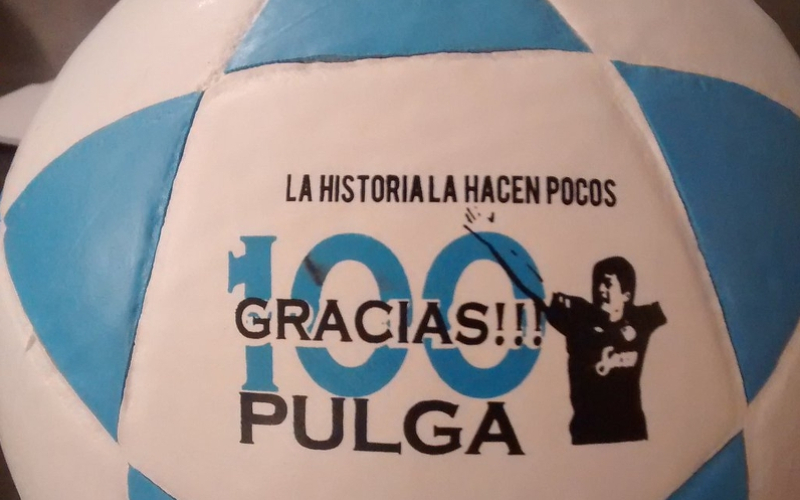 LA HISTORIA LA HACEN POCOS
100
GRACIAS!!!
PULGA